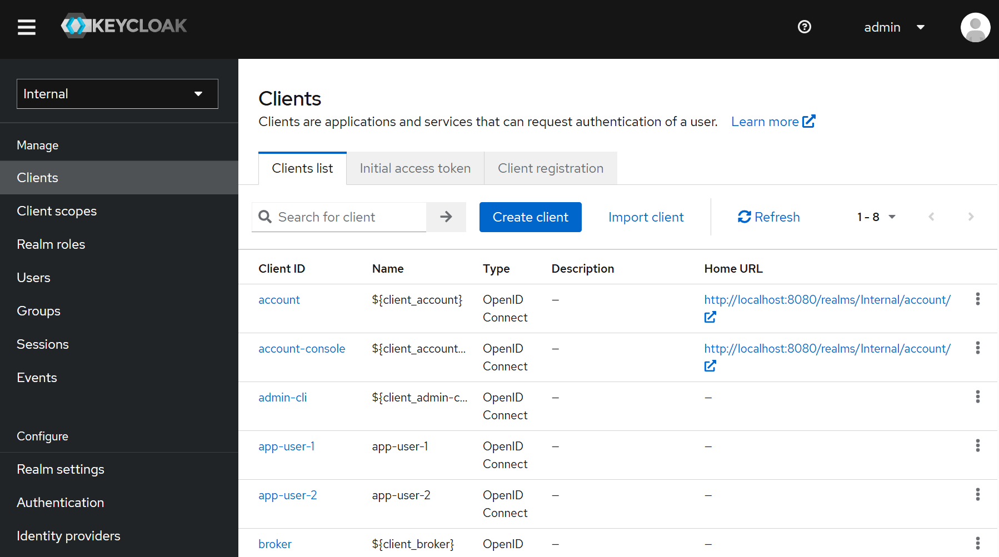 KEYCLOAK
admin
Internal
Manage
Clients
Client scopes
Realm roles
Users
Groups
Sessions
Events
Configure
Realm settings
Authentication
Identity providers
Clients
Clients are applications and services that can request authentication of a user. Learn more
Clients list Initial access token Client registration
Search for client Create client Import client Refresh 1 - 8
Client ID Name Type Description Home URL
account ${client_account} OpenID – http://localhost:8080/realms/Internal/account/
Connect
account-console ${client_account... OpenID – http://localhost:8080/realms/Internal/account/
Connect
admin-cli ${client_admin-c... OpenID – –
Connect
app-user-1 app-user-1 OpenID – –
Connect
app-user-2 app-user-2 OpenID – –
Connect
broker ${client_broker} OpenID – –